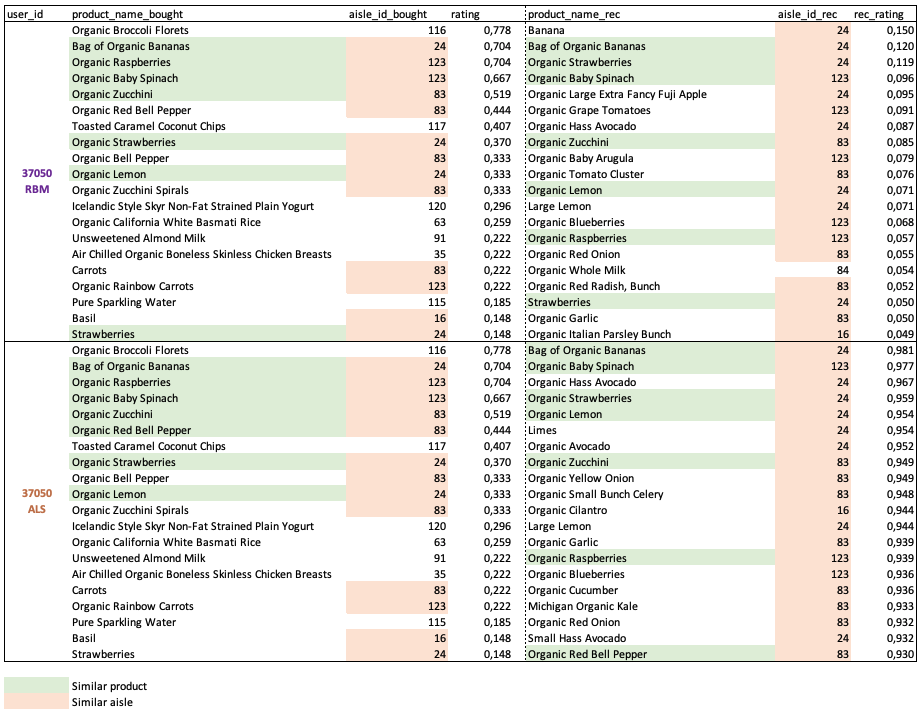 user_id product_name_bought aisle_id_bought rating product_name_rec aisle_id_rec rec_rating
Organic Broccoli Florets 116 0,778 Banana 24 0,150
Bag of Organic Bananas 24 0,704 Bag of Organic Bananas 24 0,120
Organic Raspberries 123 0,704 Organic Strawberries 24 0,119
Organic Baby Spinach 123 0,667 Organic Baby Spinach 123 0,096
Organic Zucchini 83 0,519 Organic Large Extra Fancy Fuji Apple 24 0,095
Organic Red Bell Pepper 83 0,444 Organic Grape Tomatoes 123 0,091
Toasted Caramel Coconut Chips 117 0,407 Organic Hass Avocado 24 0,087
Organic Strawberries 24 0,370 Organic Zucchini 83 0,085
Organic Bell Pepper 83 0,333 Organic Baby Arugula 123 0,079
37050 Organic Lemon 24 0,333 Organic Tomato Cluster 83 0,076
RBM Organic Zucchini Spirals 83 0,333 Organic Lemon 24 0,071
Icelandic Style Skyr Non-Fat Strained Plain Yogurt 120 0,296 Large Lemon 24 0,071
Organic California White Basmati Rice 63 0,259 Organic Blueberries 123 0,068
Unsweetened Almond Milk 91 0,222 Organic Raspberries 123 0,057
Air Chilled Organic Boneless Skinless Chicken Breasts 35 0,222 Organic Red Onion 83 0,055
Carrots 83 0,222 Organic Whole Milk 84 0,054
Organic Rainbow Carrots 123 0,222 Organic Red Radish, Bunch 83 0,052
Pure Sparkling Water 115 0,185 Strawberries 24 0,050
Basil 16 0,148 Organic Garlic 83 0,050
Strawberries 24 0,148 Organic Italian Parsley Bunch 16 0,049
Organic Broccoli Florets 116 0,778 Bag of Organic Bananas 24 0,981
Bag of Organic Bananas 24 0,704 Organic Baby Spinach 123 0,977
Organic Raspberries 123 0,704 Organic Hass Avocado 24 0,967
Organic Baby Spinach 123 0,667 Organic Strawberries 24 0,959
Organic Zucchini 83 0,519 Organic Lemon 24 0,954
Organic Red Bell Pepper 83 0,444 Limes 24 0,954
Toasted Caramel Coconut Chips 117 0,407 Organic Avocado 24 0,952
Organic Strawberries 24 0,370 Organic Zucchini 83 0,949
Organic Bell Pepper 83 0,333 Organic Yellow Onion 83 0,949
37050 Organic Lemon 24 0,333 Organic Small Bunch Celery 83 0,948
ALS Organic Zucchini Spirals 83 0,333 Organic Cilantro 16 0,944
Icelandic Style Skyr Non-Fat Strained Plain Yogurt 120 0,296 Large Lemon 24 0,944
Organic California White Basmati Rice 63 0,259 Organic Garlic 83 0,939
Unsweetened Almond Milk 91 0,222 Organic Raspberries 123 0,939
Air Chilled Organic Boneless Skinless Chicken Breasts 35 0,222 Organic Blueberries 123 0,936
Carrots 83 0,222 Organic Cucumber 83 0,936
Organic Rainbow Carrots 123 0,222 Michigan Organic Kale 83 0,933
Pure Sparkling Water 115 0,185 Organic Red Onion 83 0,932
Basil 16 0,148 Small Hass Avocado 24 0,932
Strawberries 24 0,148 Organic Red Bell Pepper 83 0,930
Similar product
Similar aisle